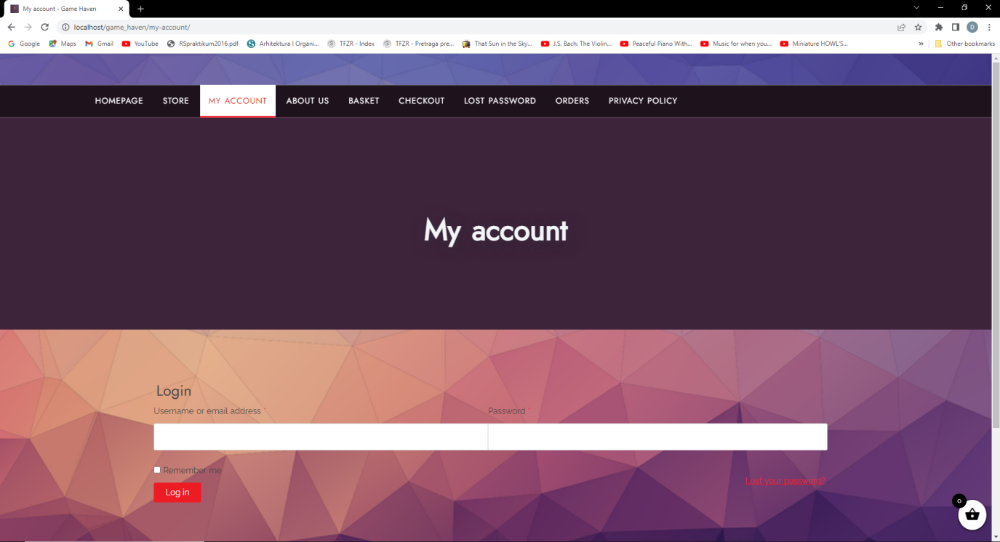 My account - Game Haven
localhost/game_haven/my-account/
D
Google Maps Gmail YouTube RSpraktikum2016.pdf Arhitektura I Organi... TFZR - Index TFZR - Pretraga pre... That Sun in the Sky... J.S. Bach: The Violin... Peaceful Piano With... Music for when you... Miniature HOWL'S... » Other bookmarks
HOMEPAGE STORE MY ACCOUNT ABOUT US BASKET CHECKOUT LOST PASSWORD ORDERS PRIVACY POLICY
My account
Login
Username or email address * Password *
Remember me
Lost your password?
Log in
0